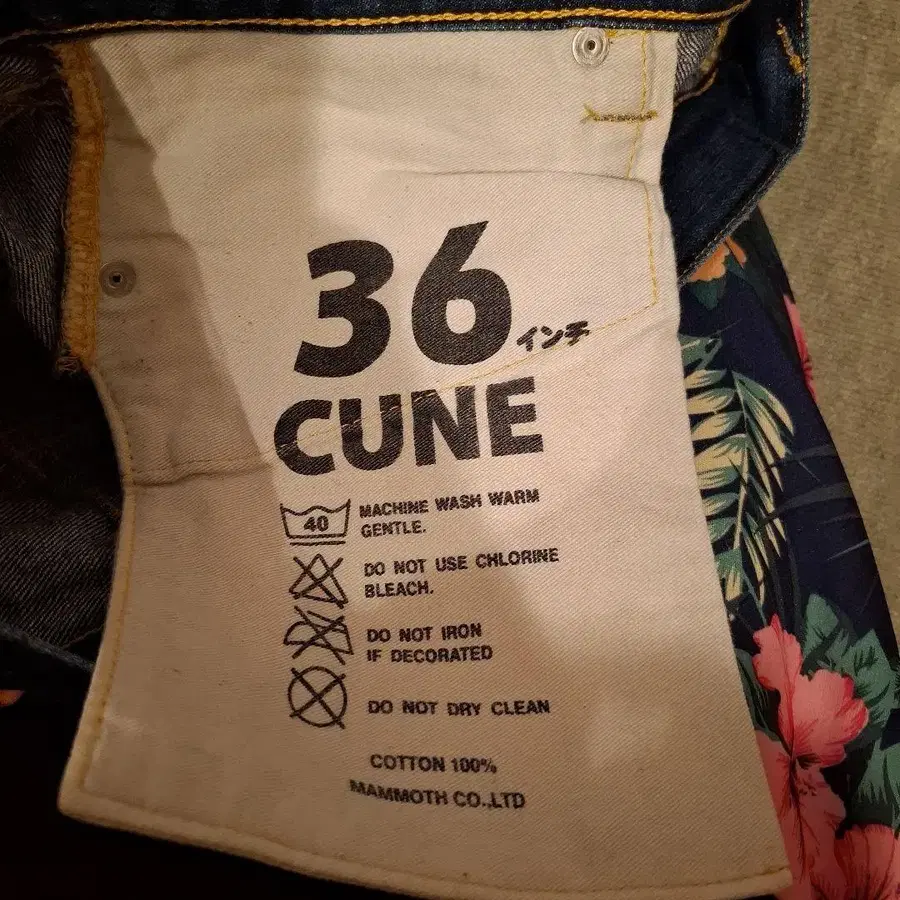 36インチ
CUNE
40 MACHINE WASH WARM
GENTLE.
DO NOT USE CHLORINE
BLEACH.
DO NOT IRON
IF DECORATED
DO NOT DRY CLEAN
COTTON 100%
MAMMOTH CO.,LTD